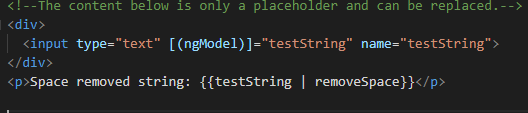 <!--The content below is only a placeholder and can be replaced.-->
<div>
  <input type="text" [(ngModel)]="testString" name="testString">
</div>
<p>Space removed string: {{testString | removeSpace}}</p>